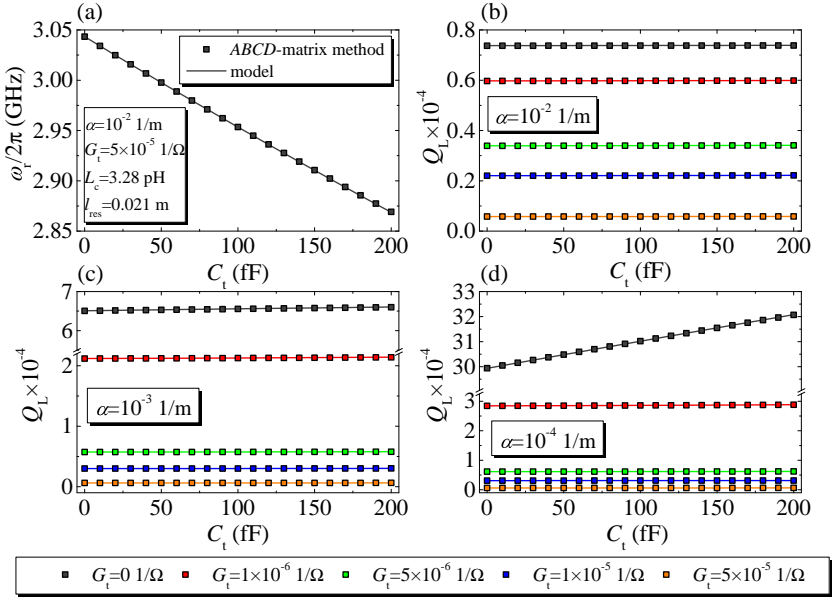 (a)
3.05
3.00
2.95
2.90
2.85
ω_r/2π (GHz)
ABCD-matrix method
model
α=10^-2 1/m
G_t=5×10^-5 1/Ω
L_c=3.28 pH
l_res=0.021 m
0 50 100 150 200
C_t (fF)
(b)
0.8
0.6
0.4
0.2
0.0
Q_L×10^-4
α=10^-2 1/m
0 50 100 150 200
C_t (fF)
(c)
7
6
2
1
0
Q_L×10^-4
α=10^-3 1/m
0 50 100 150 200
C_t (fF)
(d)
33
32
31
30
3
2
1
0
Q_L×10^-4
α=10^-4 1/m
0 50 100 150 200
C_t (fF)
G_t=0 1/Ω G_t=1×10^-6 1/Ω G_t=5×10^-6 1/Ω G_t=1×10^-5 1/Ω G_t=5×10^-5 1/Ω